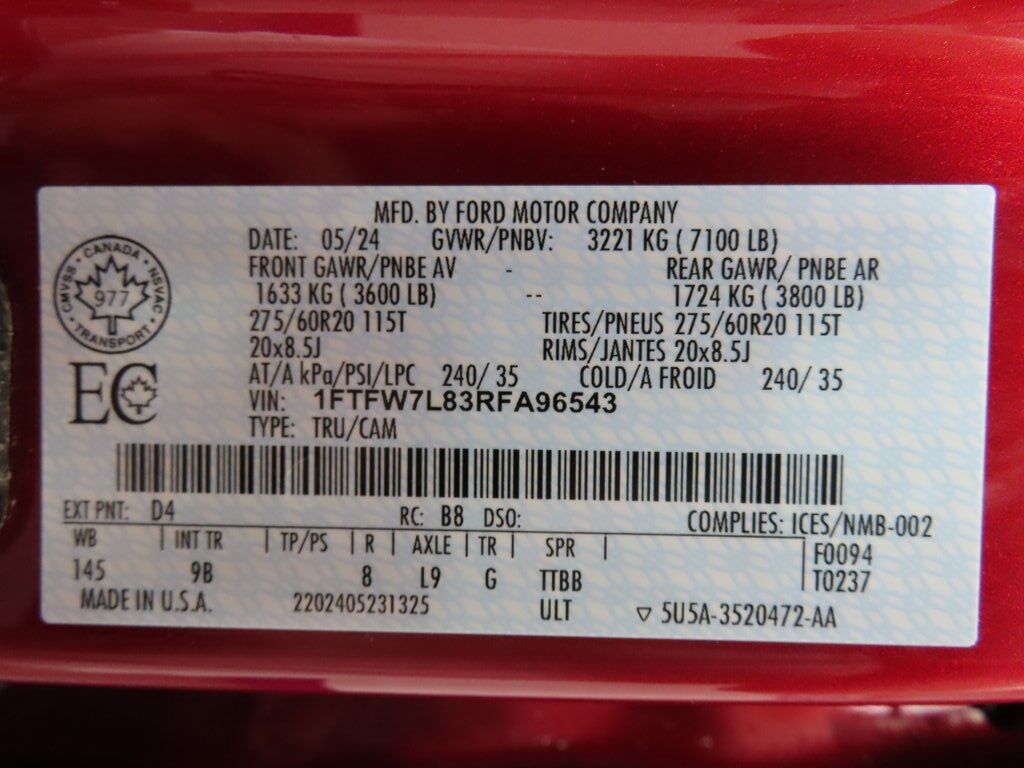 MFD. BY FORD MOTOR COMPANY
DATE: 05/24 GVWR/PNBV: 3221 KG ( 7100 LB)
FRONT GAWR/PNBE AV - REAR GAWR/ PNBE AR
1633 KG ( 3600 LB) -- 1724 KG ( 3800 LB)
275/60R20 115T TIRES/PNEUS 275/60R20 115T
20x8.5J RIMS/JANTES 20x8.5J
AT/A kPa/PSI/LPC 240/ 35 COLD/A FROID 240/ 35
VIN: 1FTFW7L83RFA96543
TYPE: TRU/CAM
CANADA
CMVSS • NSVAC
977
TRANSPORT
EC
EXT PNT: D4 RC: B8 DSO: COMPLIES: ICES/NMB-002
WB | INT TR | TP/PS | R | AXLE | TR | SPR | F0094
145 9B 8 L9 G TTBB T0237
MADE IN U.S.A. 2202405231325 ULT ▽ 5U5A-3520472-AA